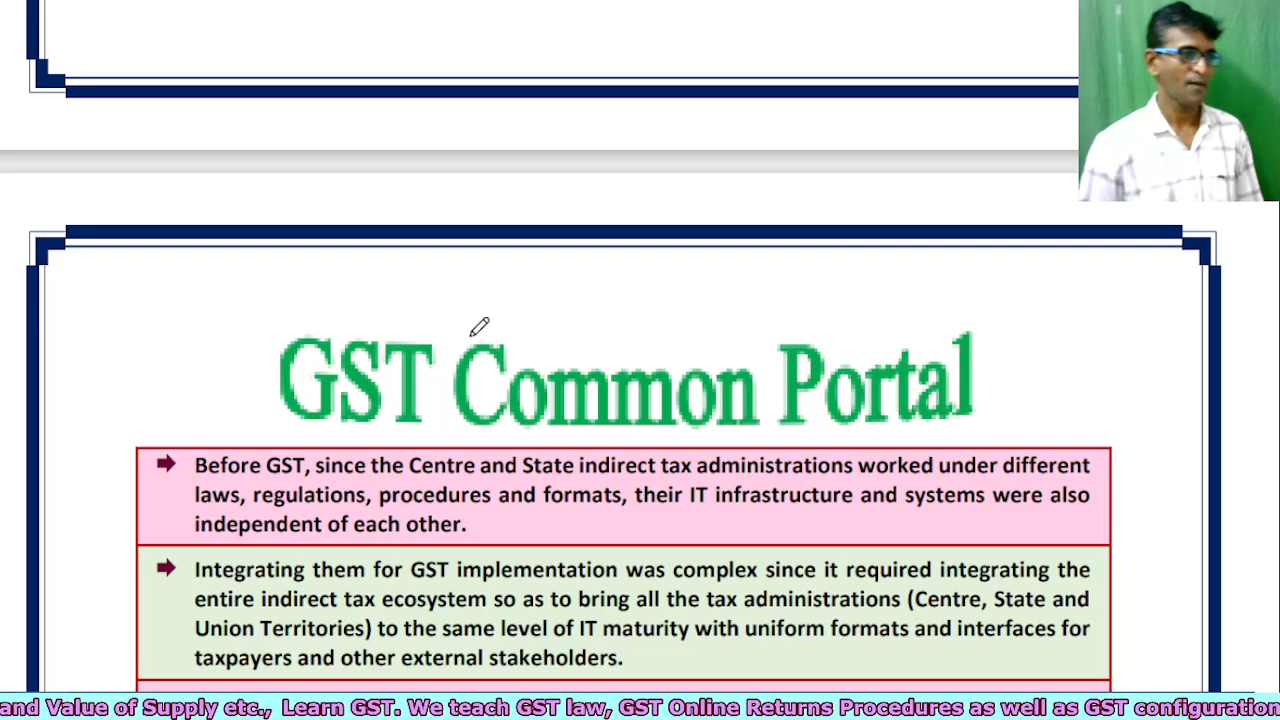 GST Common Portal
Before GST, since the Centre and State indirect tax administrations worked under different
laws, regulations, procedures and formats, their IT infrastructure and systems were also
independent of each other.
Integrating them for GST implementation was complex since it required integrating the
entire indirect tax ecosystem so as to bring all the tax administrations (Centre, State and
Union Territories) to the same level of IT maturity with uniform formats and interfaces for
taxpayers and other external stakeholders.
and Value of Supply etc., Learn GST. We teach GST law, GST Online Returns Procedures as well as GST configuration